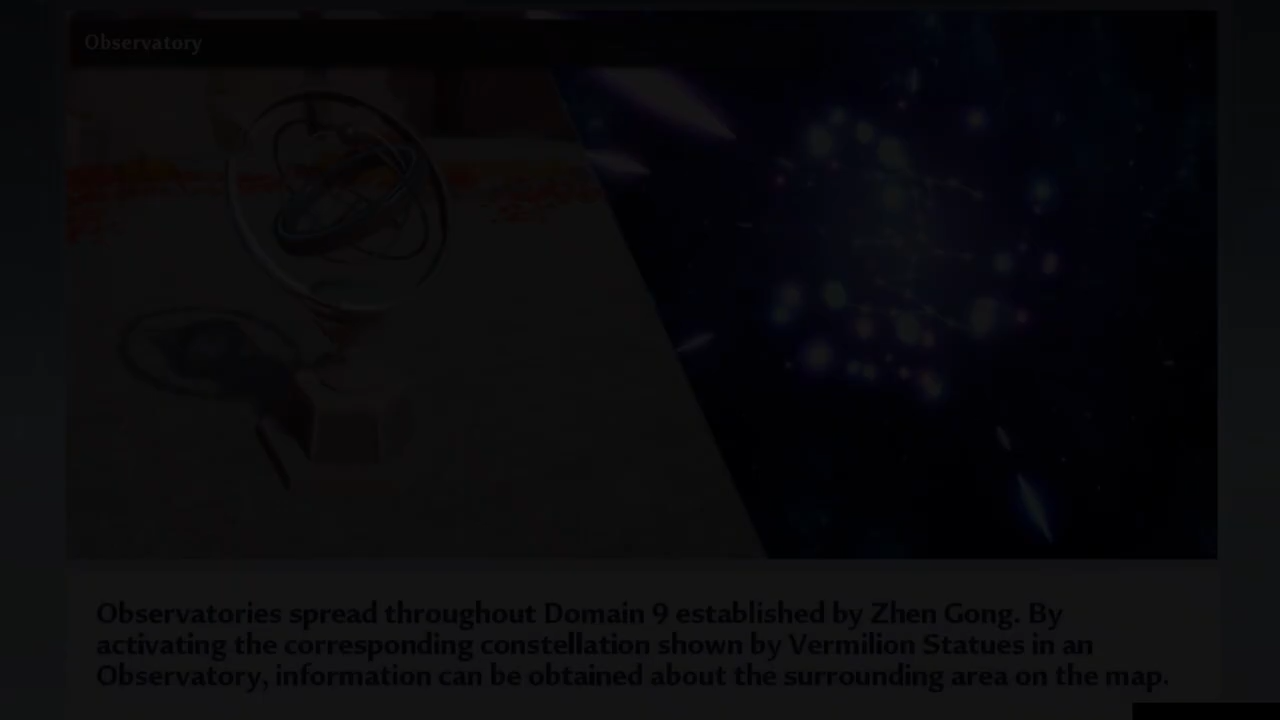 Observatory
Observatories spread throughout Domain 9 established by Zhen Gong. By
activating the corresponding constellation shown by Vermilion Statues in an
Observatory, information can be obtained about the surrounding area on the map.